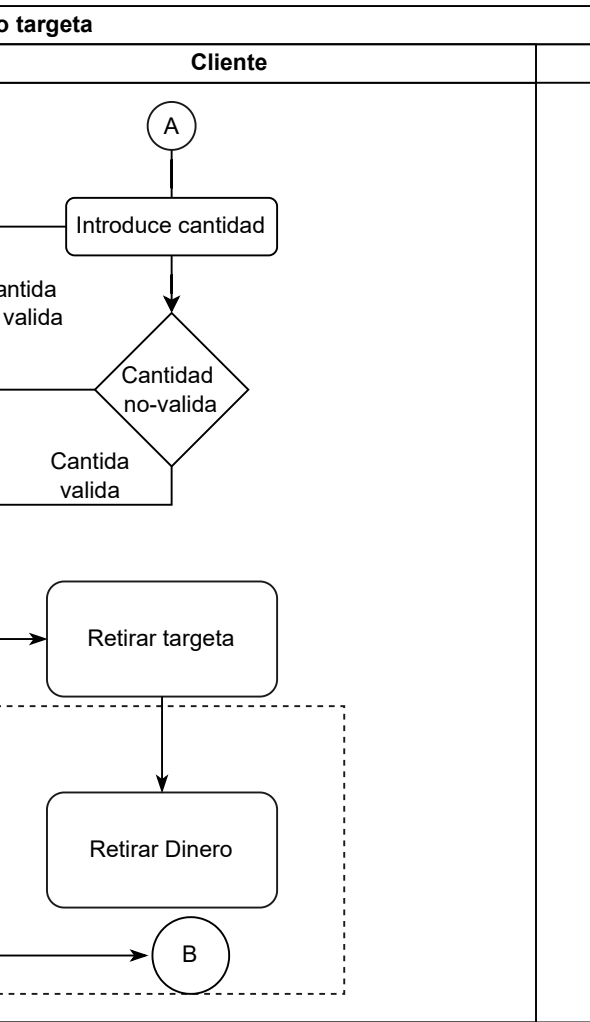 o targeta
Cliente
A
Introduce cantidad
antida
valida
Cantidad
no-valida
Cantida
valida
Retirar targeta
Retirar Dinero
B